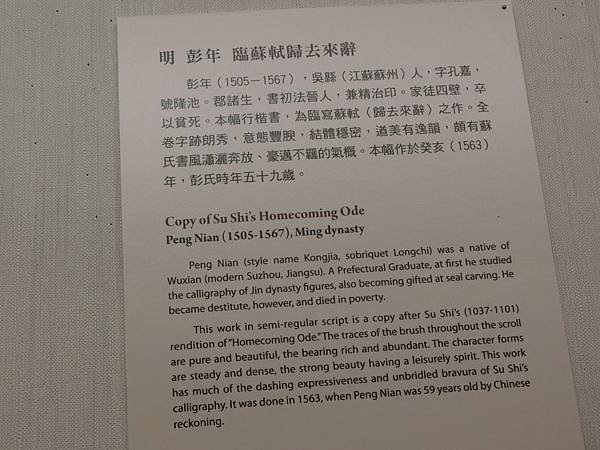 明 彭年 臨蘇軾歸去來辭
彭年（1505－1567），吳縣（江蘇蘇州）人，字孔嘉，
號隆池。郡諸生，書初法晉人，兼精治印。家徒四壁，卒
以貧死。本幅行楷書，為臨寫蘇軾〈歸去來辭〉之作。全
卷字跡朗秀，意態豐腴，結體穩密，遒美有逸韻，頗有蘇
氏書風瀟灑奔放、豪邁不羈的氣概。本幅作於癸亥（1563）
年，彭氏時年五十九歲。
Copy of Su Shi's Homecoming Ode
Peng Nian (1505-1567), Ming dynasty
Peng Nian (style name Kongjia, sobriquet Longchi) was a native of
Wuxian (modern Suzhou, Jiangsu). A Prefectural Graduate, at first he studied
the calligraphy of Jin dynasty figures, also becoming gifted at seal carving. He
became destitute, however, and died in poverty.
This work in semi-regular script is a copy after Su Shi's (1037-1101)
rendition of "Homecoming Ode." The traces of the brush throughout the scroll
are pure and beautiful, the bearing rich and abundant. The character forms
are steady and dense, the strong beauty having a leisurely spirit. This work
has much of the dashing expressiveness and unbridled bravura of Su Shi's
calligraphy. It was done in 1563, when Peng Nian was 59 years old by Chinese
reckoning.